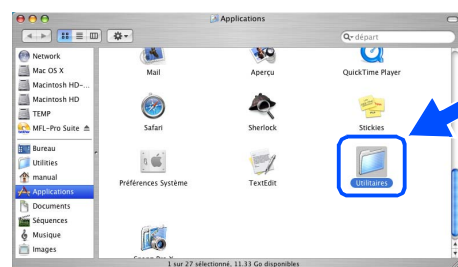 Applications
départ
Network
Mac OS X
Macintosh HD-...
Macintosh HD
TEMP
MFL-Pro Suite
Bureau
Utilities
manual
Applications
Documents
Séquences
Musique
Images
Mail
Aperçu
QuickTime Player
Safari
Sherlock
Stickies
Préférences Système
TextEdit
Utilitaires
1 sur 27 sélectionné, 11.33 Go disponibles